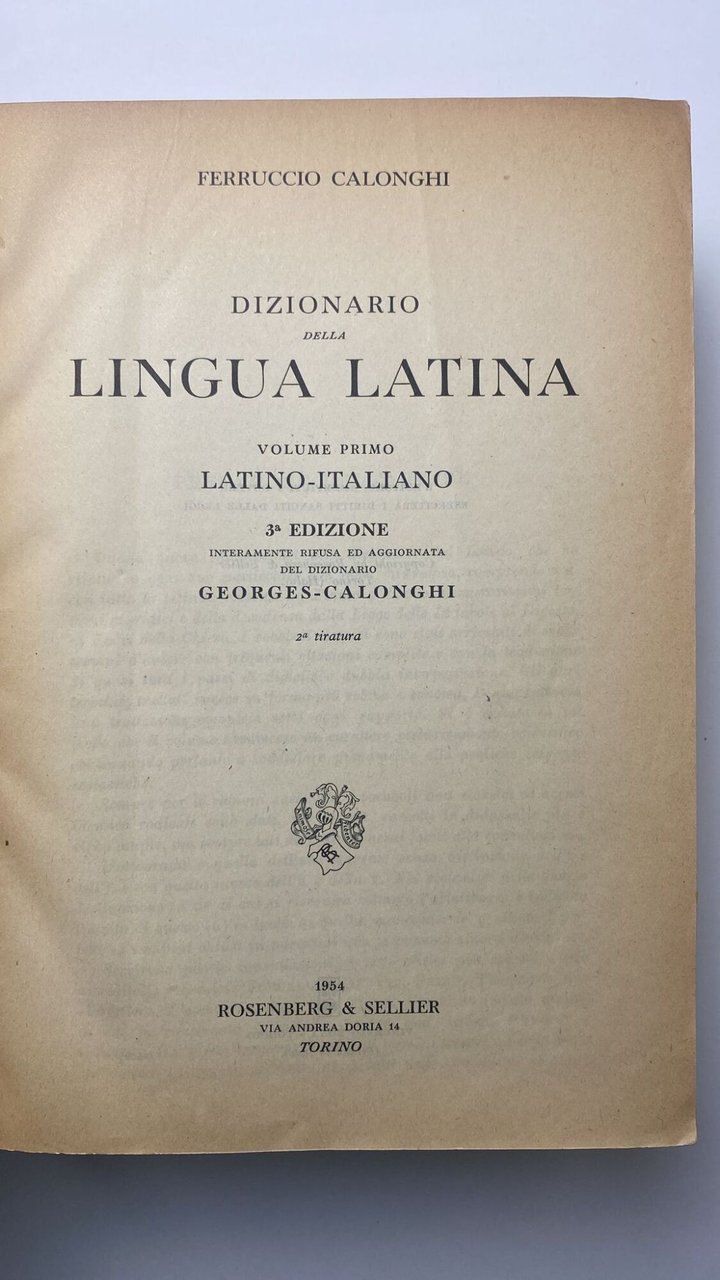 FERRUCCIO CALONGHI
DIZIONARIO
DELLA
LINGUA LATINA
VOLUME PRIMO
LATINO-ITALIANO
3ª EDIZIONE
INTERAMENTE RIFUSA ED AGGIORNATA
DEL DIZIONARIO
GEORGES-CALONGHI
2ª tiratura
1954
ROSENBERG & SELLIER
VIA ANDREA DORIA 14
TORINO